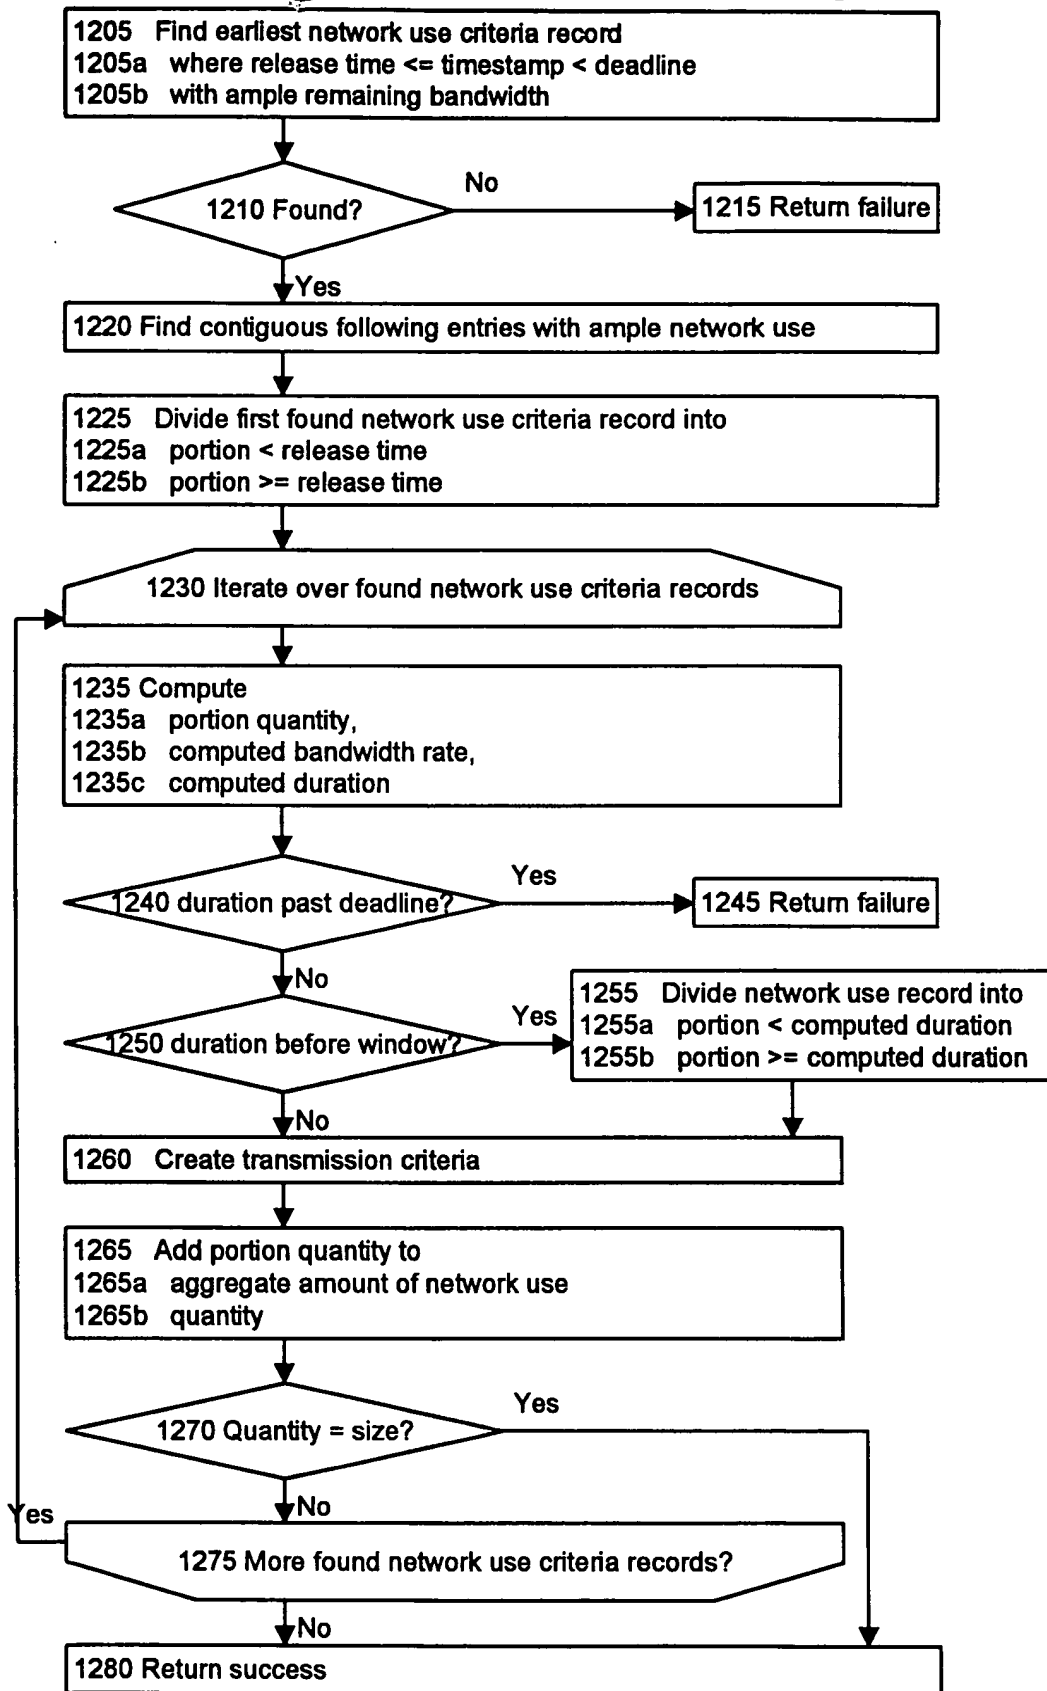 1205 Find earliest network use criteria record
1205a where release time <= timestamp < deadline
1205b with ample remaining bandwidth
No
1210 Found?
1215 Return failure
Yes
1220 Find contiguous following entries with ample network use
1225 Divide first found network use criteria record into
1225a portion < release time
1225b portion >= release time
1230 Iterate over found network use criteria records
1235 Compute
1235a portion quantity,
1235b computed bandwidth rate,
1235c computed duration
Yes
1240 duration past deadline?
1245 Return failure
No
1255 Divide network use record into
1255a portion < computed duration
1255b portion >= computed duration
Yes
1250 duration before window?
No
1260 Create transmission criteria
1265 Add portion quantity to
1265a aggregate amount of network use
1265b quantity
Yes
1270 Quantity = size?
No
Yes
1275 More found network use criteria records?
No
1280 Return success